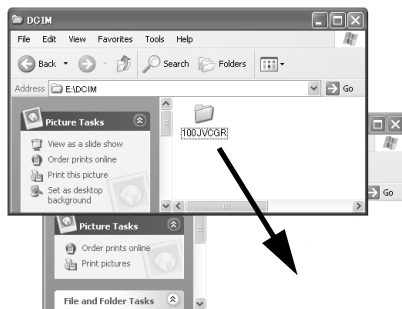 DCIM
File Edit View Favorites Tools Help
Back Search Folders
Address E:\DCIM Go
Picture Tasks
View as a slide show
Order prints online
Print this picture
Set as desktop
background
100JVCGR
Go
Picture Tasks
Order prints online
Print pictures
File and Folder Tasks